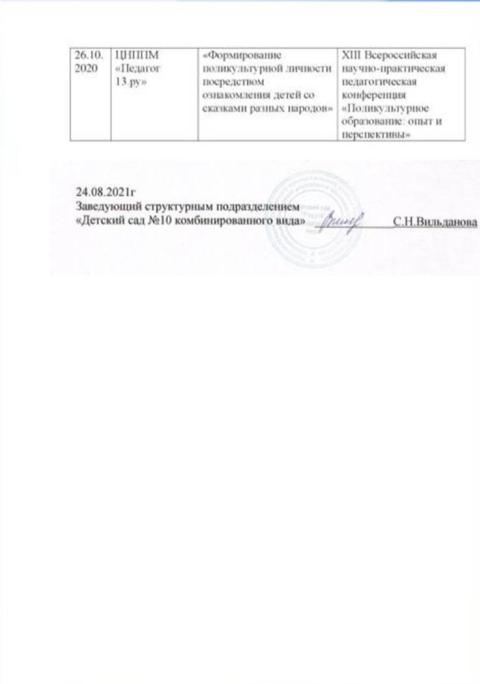 26.10.
2020
ЦНППМ
«Педагог
13.ру»
«Формирование
поликультурной личности
посредством
ознакомления детей со
сказками разных народов»
XIII Всероссийская
научно-практическая
педагогическая
конференция
«Поликультурное
образование: опыт и
перспективы»
24.08.2021г
Заведующий структурным подразделением
«Детский сад №10 комбинированного вида»
С.Н.Вильданова